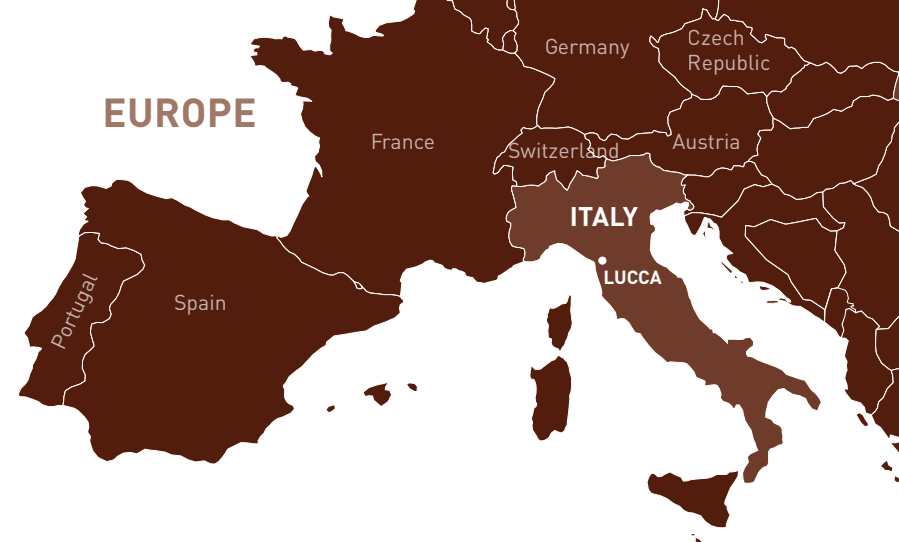 Germany
Czech
Republic
EUROPE
France
Switzerland
Austria
ITALY
LUCCA
Portugal
Spain